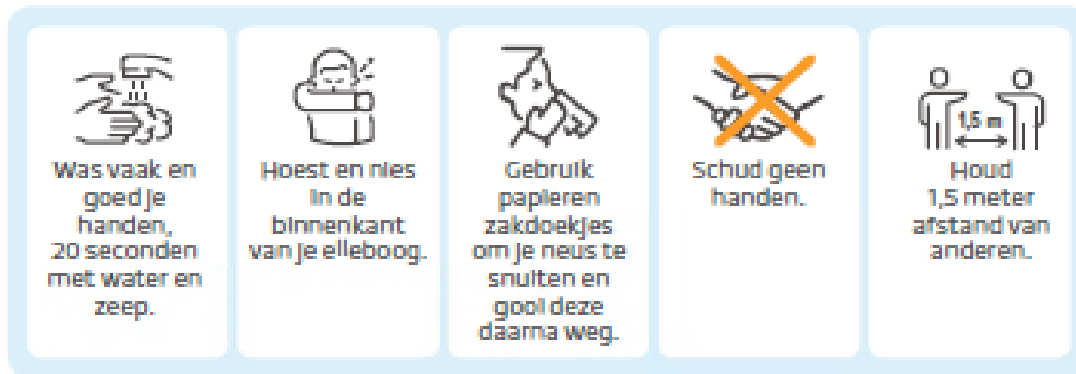 Was vaak en
goed je
handen,
20 seconden
met water en
zeep.
Hoest en nies
in de
binnenkant
van je elleboog.
Gebruik
papieren
zakdoekjes
om je neus te
snuiten en
gooi deze
daarna weg.
Schud geen
handen.
1,5 m
Houd
1,5 meter
afstand van
anderen.